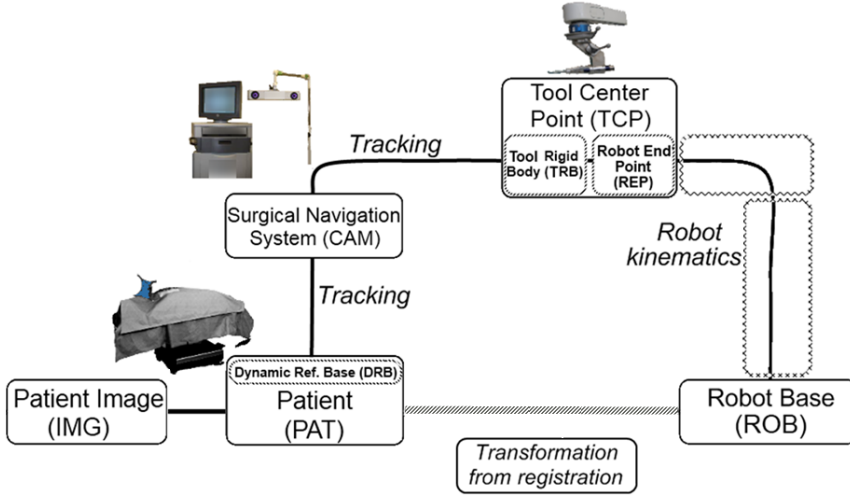 Tool Center
Point (TCP)
Tool Rigid
Body (TRB)
Robot End
Point
(REP)
Tracking
Surgical Navigation
System (CAM)
Robot
kinematics
Tracking
Dynamic Ref. Base (DRB)
Patient Image
(IMG)
Patient
(PAT)
Robot Base
(ROB)
Transformation
from registration